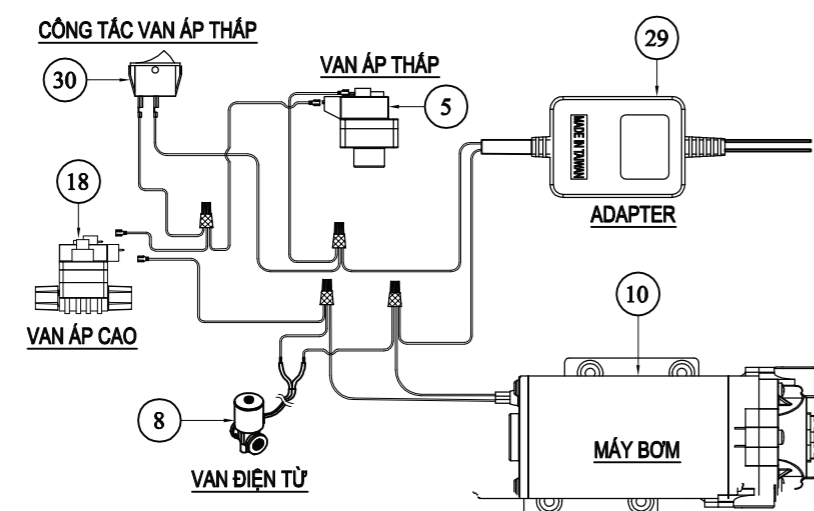 CÔNG TẮC VAN ÁP THẤP
30
VAN ÁP THẤP
5
29
MADE IN TAIWAN
ADAPTER
18
VAN ÁP CAO
10
8
VAN ĐIỆN TỪ
MÁY BƠM